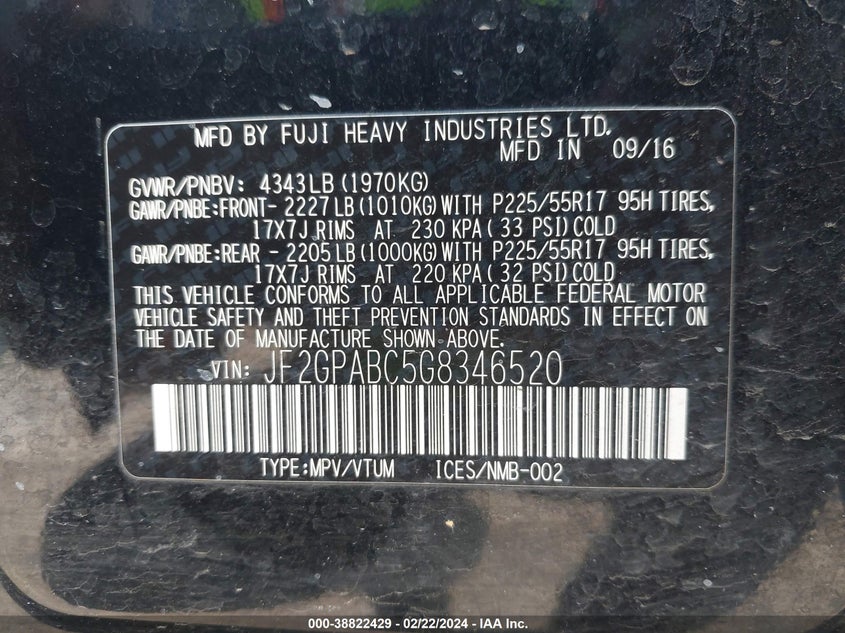 MFD BY FUJI HEAVY INDUSTRIES LTD.
MFD IN 09/16
GVWR/PNBV: 4343LB (1970KG)
GAWR/PNBE:FRONT- 2227LB (1010KG) WITH P225/55R17 95H TIRES,
17X7J RIMS AT 230 KPA ( 33 PSI) COLD
GAWR/PNBE:REAR - 2205LB (1000KG) WITH P225/55R17 95H TIRES,
17X7J RIMS AT 220 KPA ( 32 PSI) COLD
THIS VEHICLE CONFORMS TO ALL APPLICABLE FEDERAL MOTOR
VEHICLE SAFETY AND THEFT PREVENTION STANDARDS IN EFFECT ON
THE DATE OF MANUFACTURE SHOWN ABOVE.
VIN: JF2GPABC5G8346520
TYPE:MPV/VTUM ICES/NMB-002
000-38822429 - 02/22/2024 - IAA Inc.